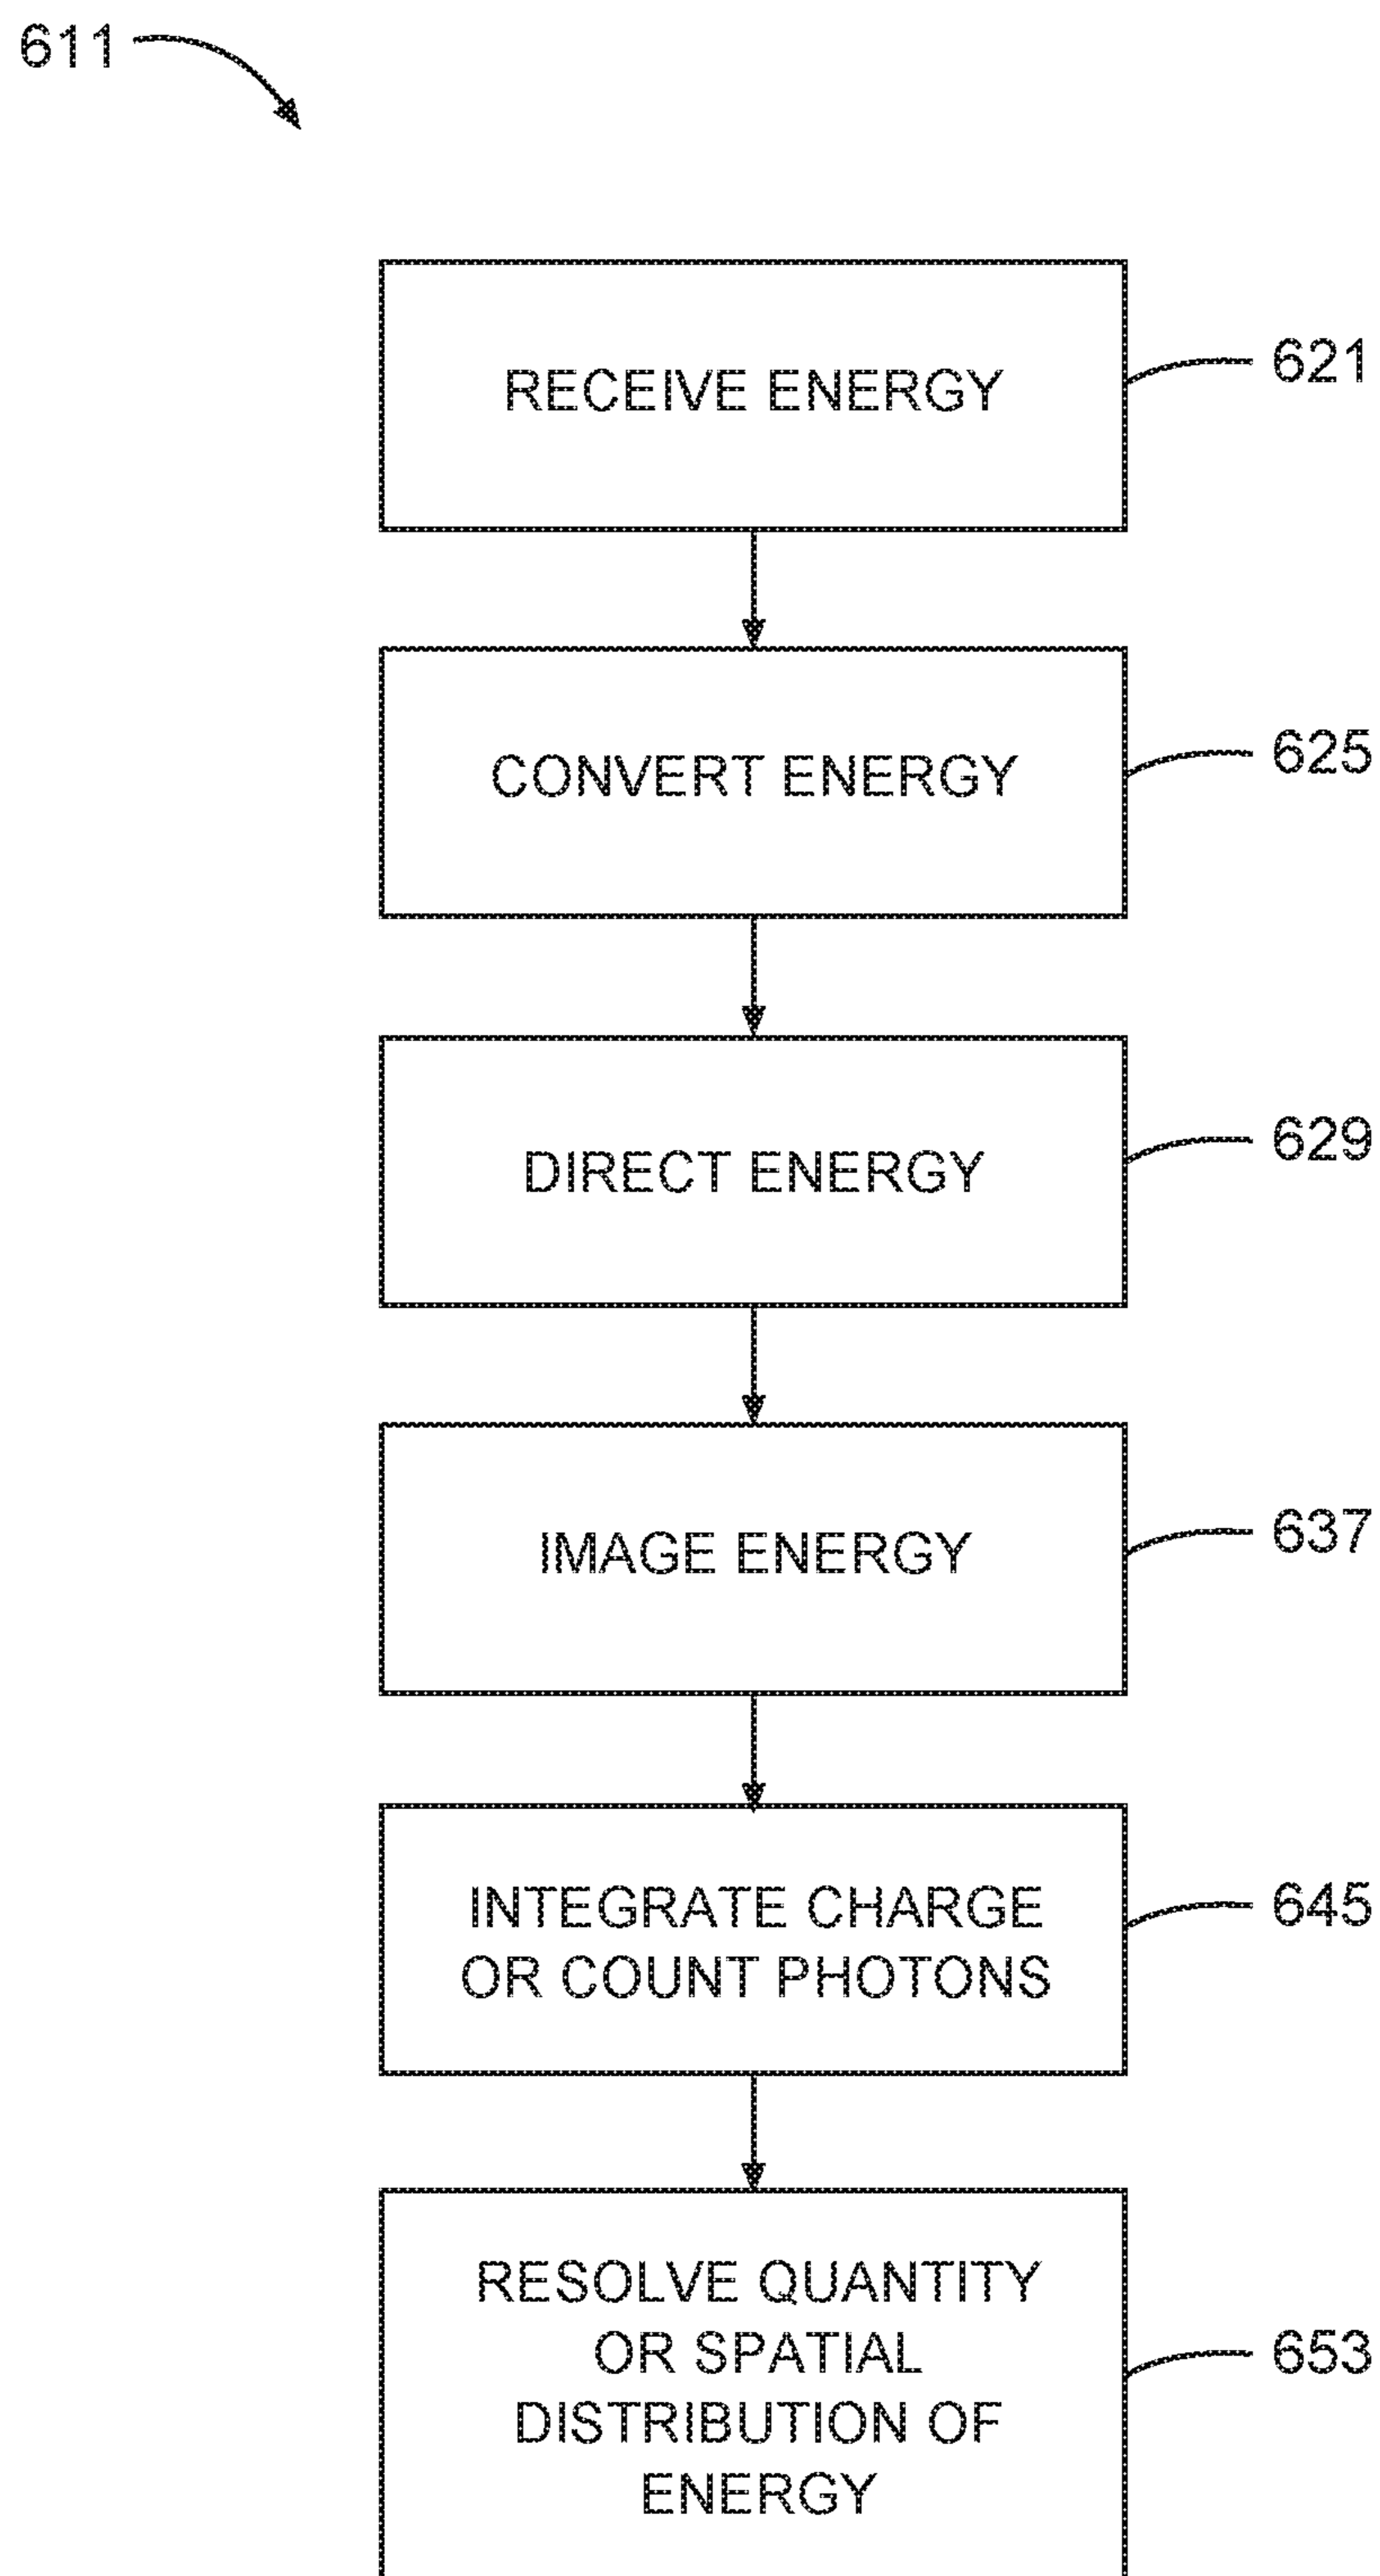 611
RECEIVE ENERGY
621
CONVERT ENERGY
625
DIRECT ENERGY
629
IMAGE ENERGY
637
INTEGRATE CHARGE
OR COUNT PHOTONS
645
RESOLVE QUANTITY
OR SPATIAL
DISTRIBUTION OF
ENERGY
653